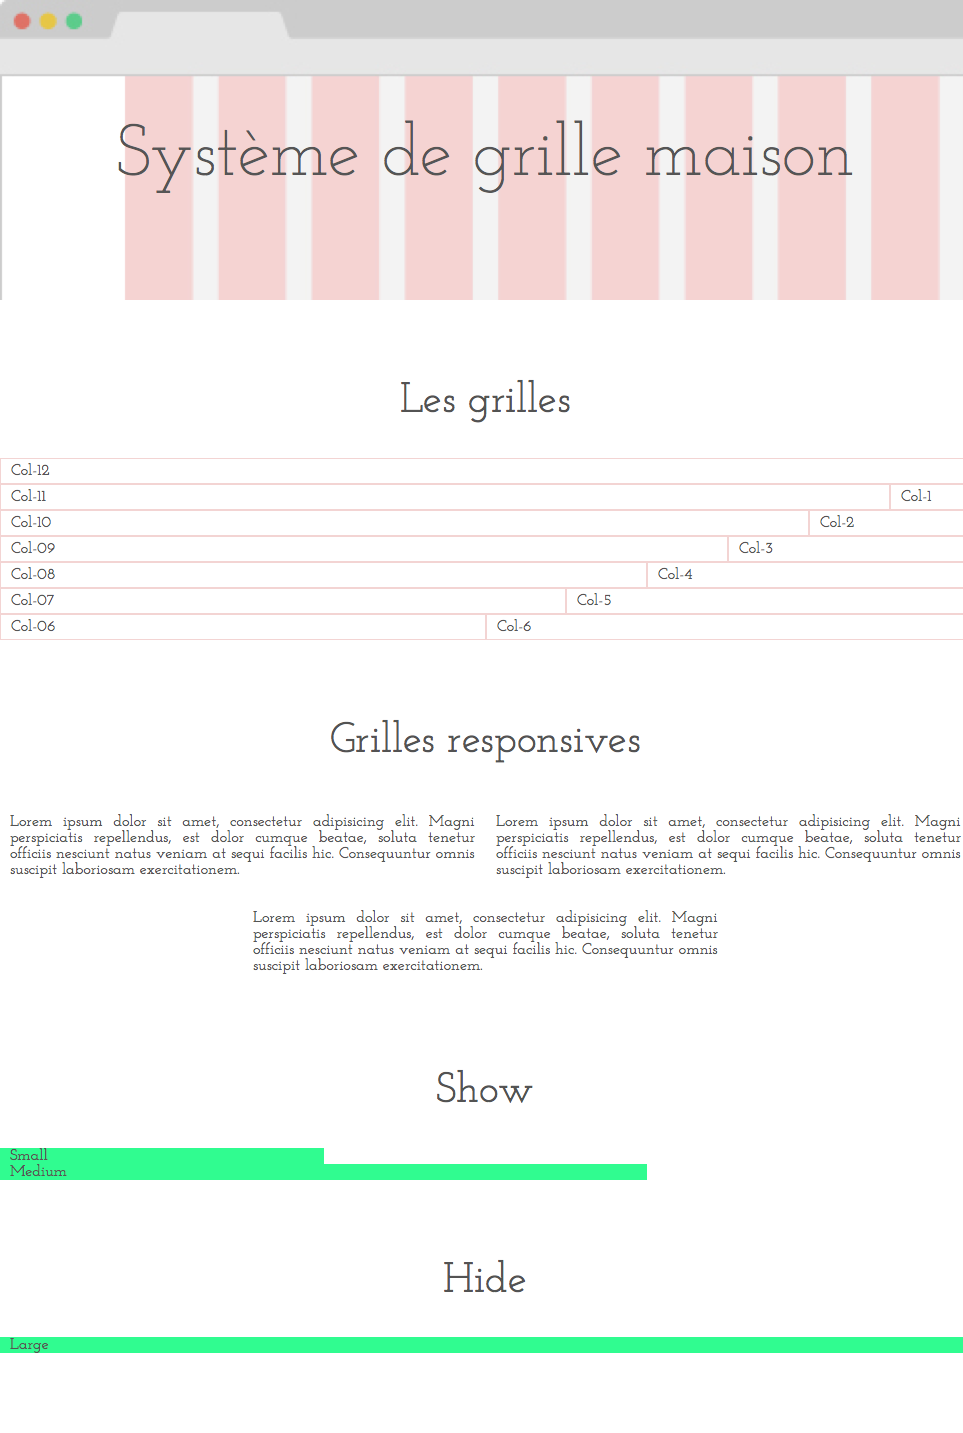 Système de grille maison
Les grilles
Col-12
Col-11 Col-1
Col-10 Col-2
Col-09 Col-3
Col-08 Col-4
Col-07 Col-5
Col-06 Col-6
Grilles responsives
Lorem ipsum dolor sit amet, consectetur adipisicing elit. Magni
perspiciatis repellendus, est dolor cumque beatae, soluta tenetur
officiis nesciunt natus veniam at sequi facilis hic. Consequuntur omnis
suscipit laboriosam exercitationem.
Lorem ipsum dolor sit amet, consectetur adipisicing elit. Magni
perspiciatis repellendus, est dolor cumque beatae, soluta tenetur
officiis nesciunt natus veniam at sequi facilis hic. Consequuntur omnis
suscipit laboriosam exercitationem.
Lorem ipsum dolor sit amet, consectetur adipisicing elit. Magni
perspiciatis repellendus, est dolor cumque beatae, soluta tenetur
officiis nesciunt natus veniam at sequi facilis hic. Consequuntur omnis
suscipit laboriosam exercitationem.
Show
Small
Medium
Hide
Large